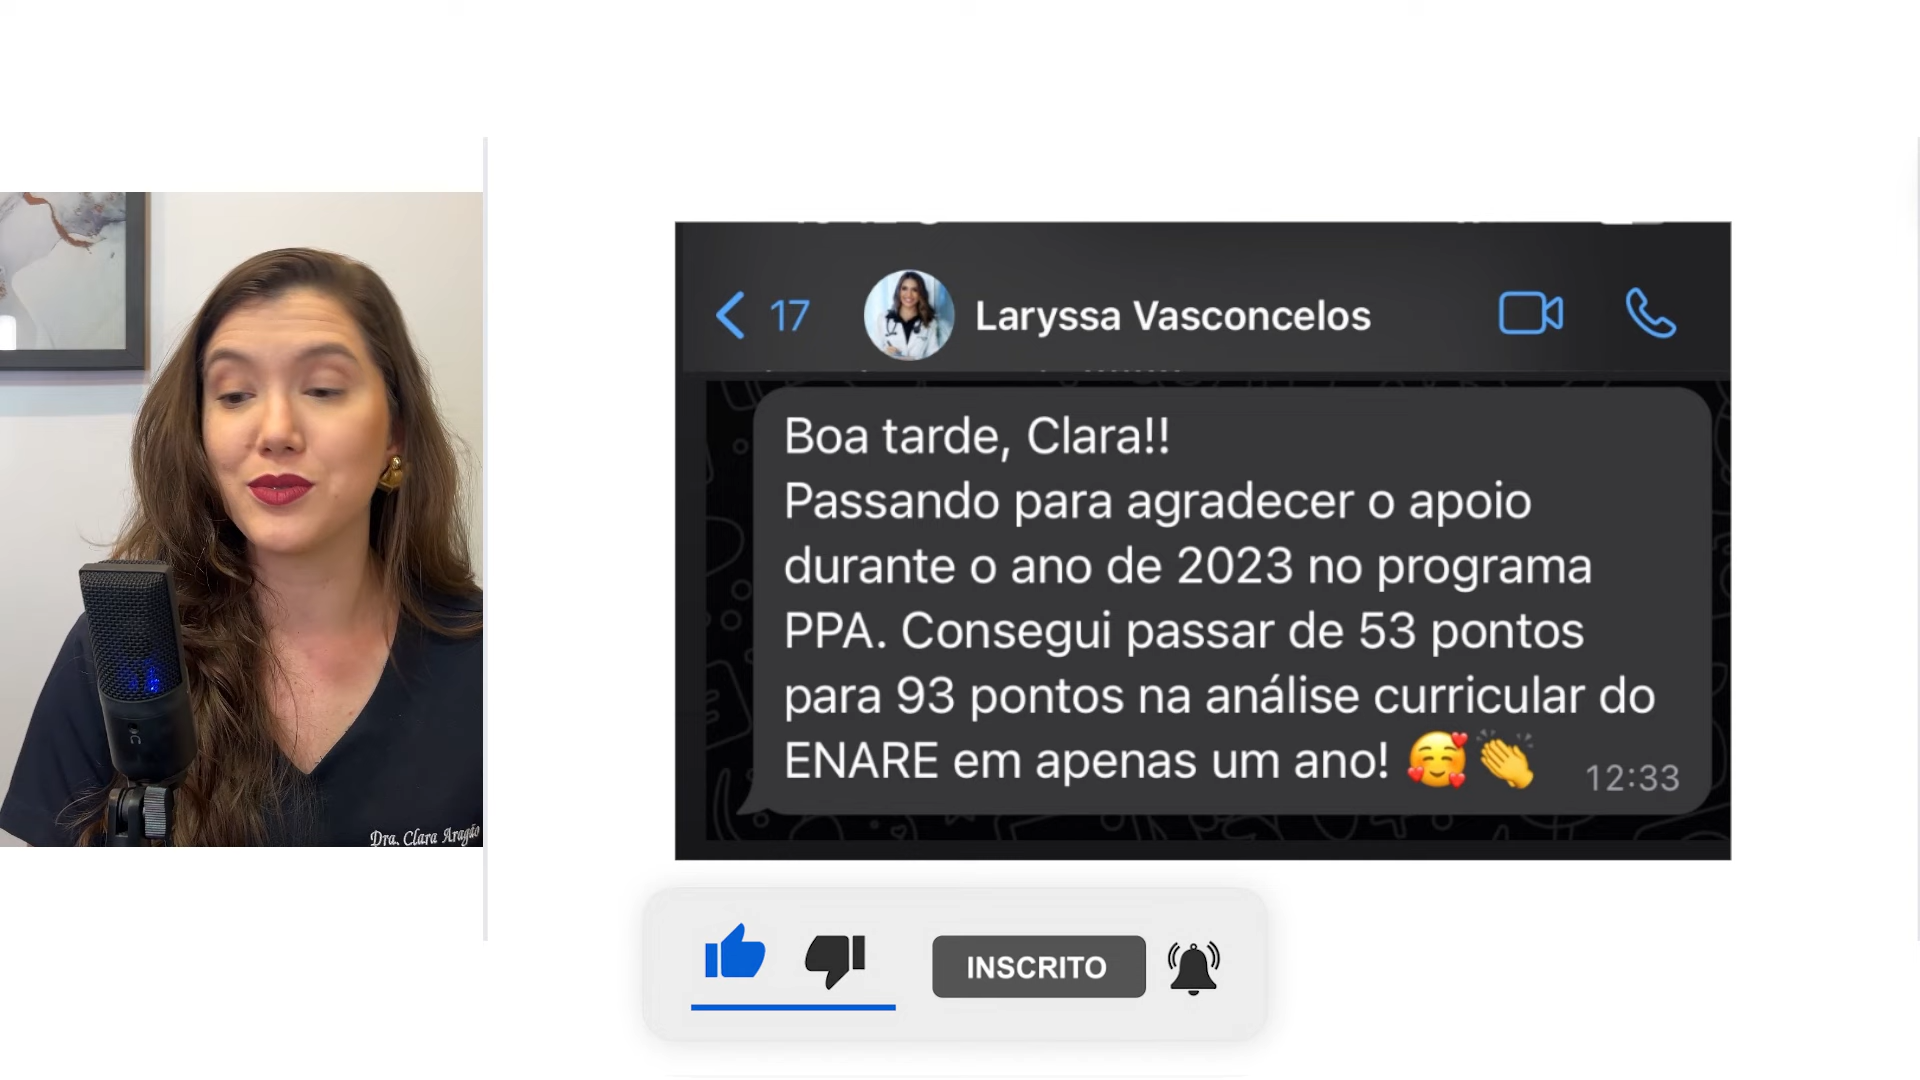 17
Laryssa Vasconcelos
Boa tarde, Clara!!
Passando para agradecer o apoio
durante o ano de 2023 no programa
PPA. Consegui passar de 53 pontos
para 93 pontos na análise curricular do
ENARE em apenas um ano! 🥰👏
12:33
Dra. Clara Aragão
INSCRITO